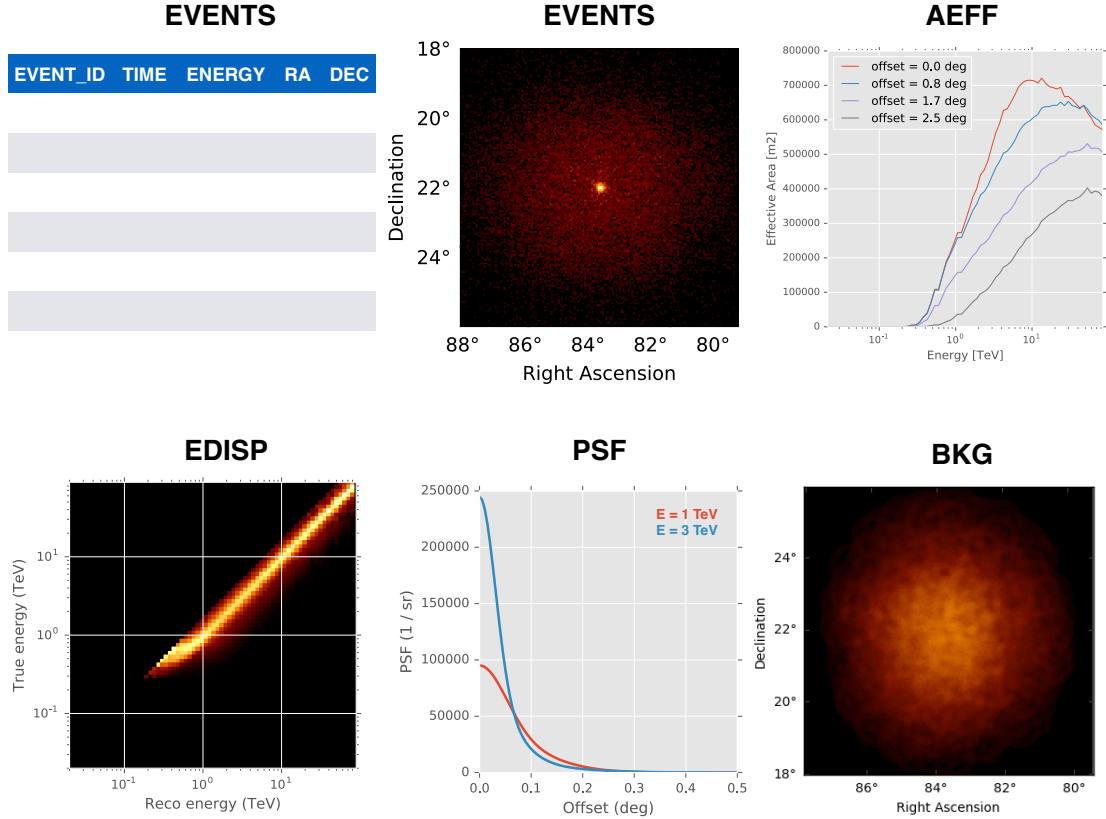 EVENTS
EVENT_ID TIME ENERGY RA DEC
EVENTS
18°
20°
22°
24°
Declination
88° 86° 84° 82° 80°
Right Ascension
AEFF
800000
700000
600000
500000
400000
300000
200000
100000
0
Effective Area [m2]
offset = 0.0 deg
offset = 0.8 deg
offset = 1.7 deg
offset = 2.5 deg
10⁻¹ 10⁰ 10¹
Energy [TeV]
EDISP
10¹
10⁰
10⁻¹
True energy (TeV)
10⁻¹ 10⁰ 10¹
Reco energy (TeV)
PSF
250000
200000
150000
100000
50000
0
PSF (1 / sr)
E = 1 TeV
E = 3 TeV
0.0 0.1 0.2 0.3 0.4 0.5
Offset (deg)
BKG
24°
22°
20°
18°
Declination
86° 84° 82° 80°
Right Ascension